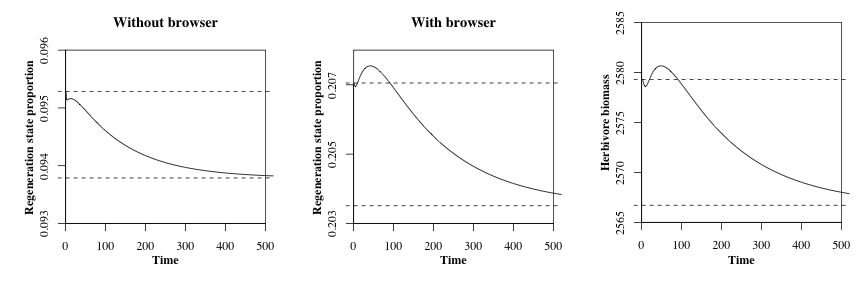 Without browser
Regeneration state proportion
0.096
0.095
0.094
0.093
0 100 200 300 400 500
Time
With browser
Regeneration state proportion
0.207
0.205
0.203
0 100 200 300 400 500
Time
Herbivore biomass
2585
2580
2575
2570
2565
0 100 200 300 400 500
Time